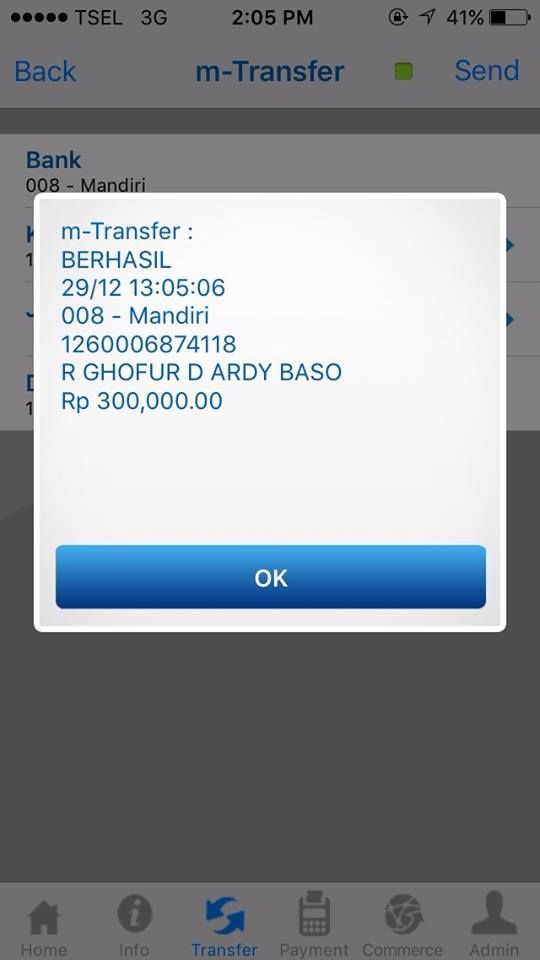 TSEL 3G 2:05 PM 41%
Back m-Transfer Send
Bank
008 - Mandiri
m-Transfer :
BERHASIL
29/12 13:05:06
008 - Mandiri
1260006874118
R GHOFUR D ARDY BASO
Rp 300,000.00
OK
Home Info Transfer Payment Commerce Admin